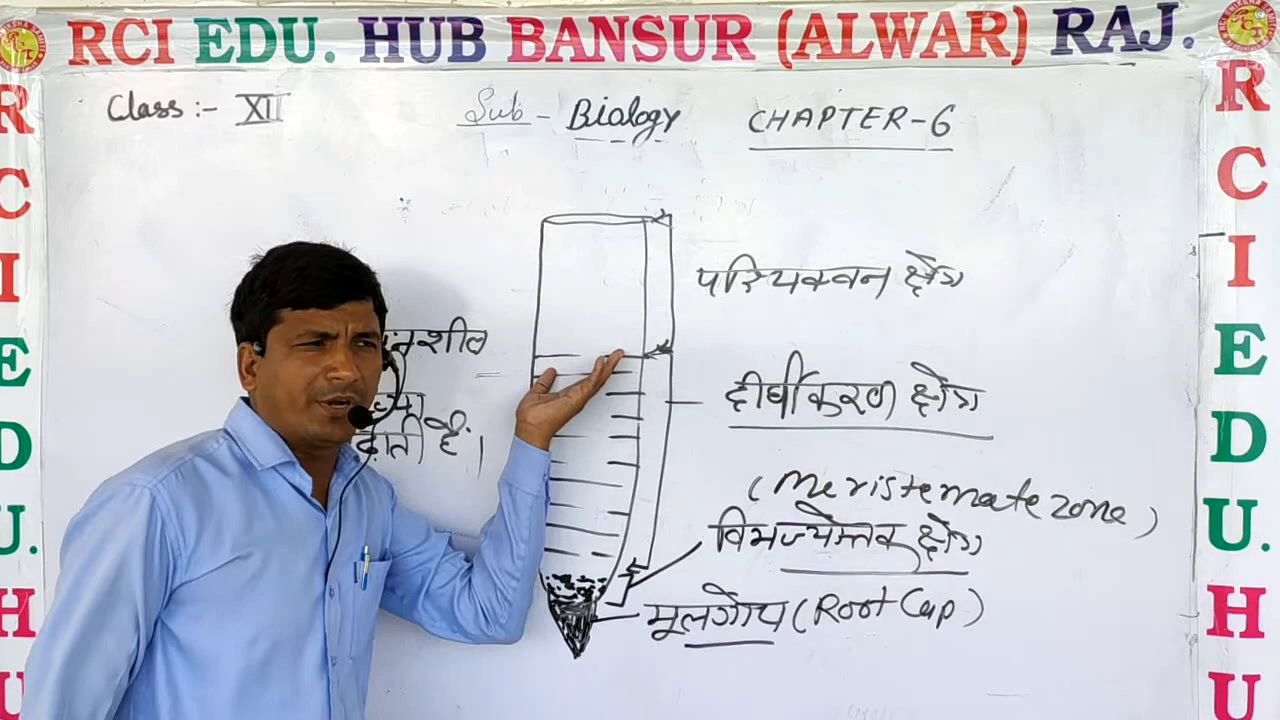 RCI EDU. HUB BANSUR (ALWAR) RAJ.
Class :- XII
Sub - Biology
CHAPTER-6
परिपक्वन क्षेत्र
दीर्घीकरण क्षेत्र
(Meristemate zone)
विभज्योत्तक क्षेत्र
मूलगोप (Root Cap)
नशील
है।
R C I E D U. H U
R C I E D U. H U